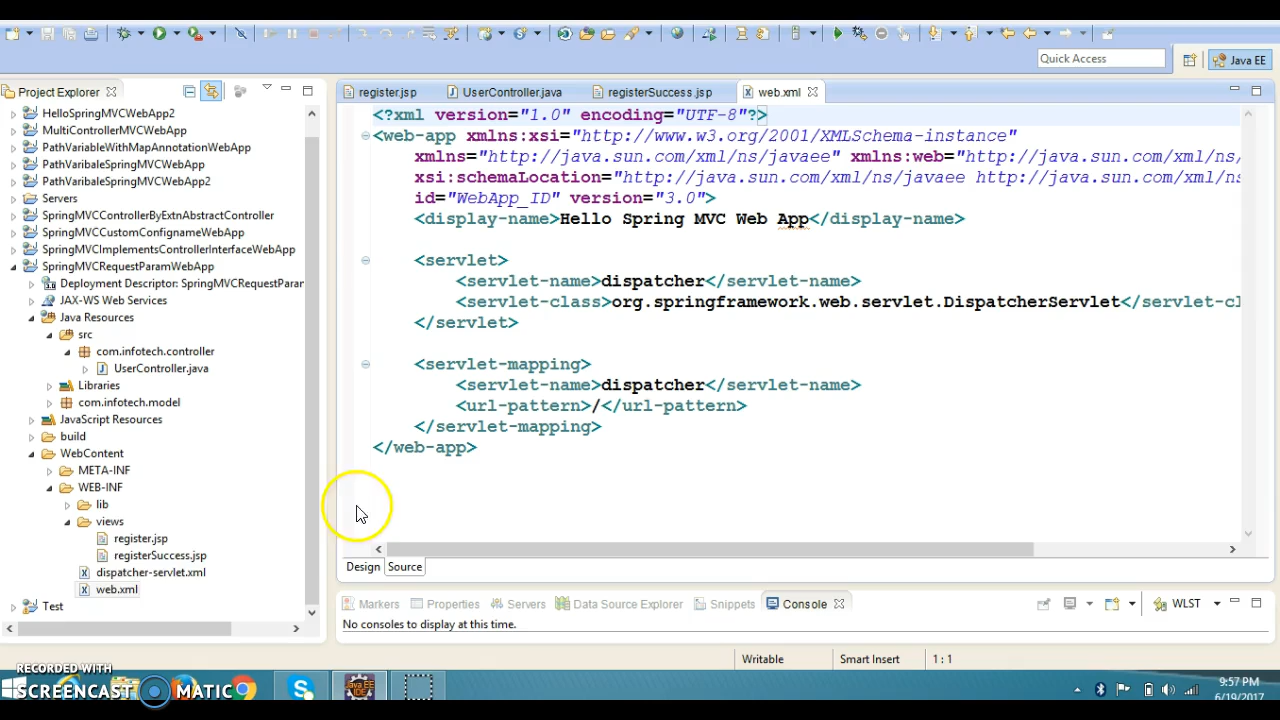 Quick Access
Java EE
Project Explorer
HelloSpringMVCWebApp2
MultiControllerMVCWebApp
PathVariableWithMapAnnotationWebApp
PathVaribaleSpringMVCWebApp
PathVaribaleSpringMVCWebApp2
Servers
SpringMVCControllerByExtnAbstractController
SpringMVCCustomConfignameWebApp
SpringMVCImplementsControllerInterfaceWebApp
SpringMVCRequestParamWebApp
Deployment Descriptor: SpringMVCRequestParam
JAX-WS Web Services
Java Resources
src
com.infotech.controller
UserController.java
Libraries
com.infotech.model
JavaScript Resources
build
WebContent
META-INF
WEB-INF
lib
views
register.jsp
registerSuccess.jsp
dispatcher-servlet.xml
web.xml
Test
register.jsp UserController.java registerSuccess.jsp web.xml
<?xml version="1.0" encoding="UTF-8"?>
<web-app xmlns:xsi="http://www.w3.org/2001/XMLSchema-instance"
xmlns="http://java.sun.com/xml/ns/javaee" xmlns:web="http://java.sun.com/xml/ns/
xsi:schemaLocation="http://java.sun.com/xml/ns/javaee http://java.sun.com/xml/ns
id="WebApp_ID" version="3.0">
<display-name>Hello Spring MVC Web App</display-name>
<servlet>
<servlet-name>dispatcher</servlet-name>
<servlet-class>org.springframework.web.servlet.DispatcherServlet</servlet-cl
</servlet>
<servlet-mapping>
<servlet-name>dispatcher</servlet-name>
<url-pattern>/</url-pattern>
</servlet-mapping>
</web-app>
Design Source
Markers Properties Servers Data Source Explorer Snippets Console
WLST
No consoles to display at this time.
Writable Smart Insert 1 : 1
RECORDED WITH
SCREENCAST MATIC
Java EE
IDE
9:57 PM
6/19/2017